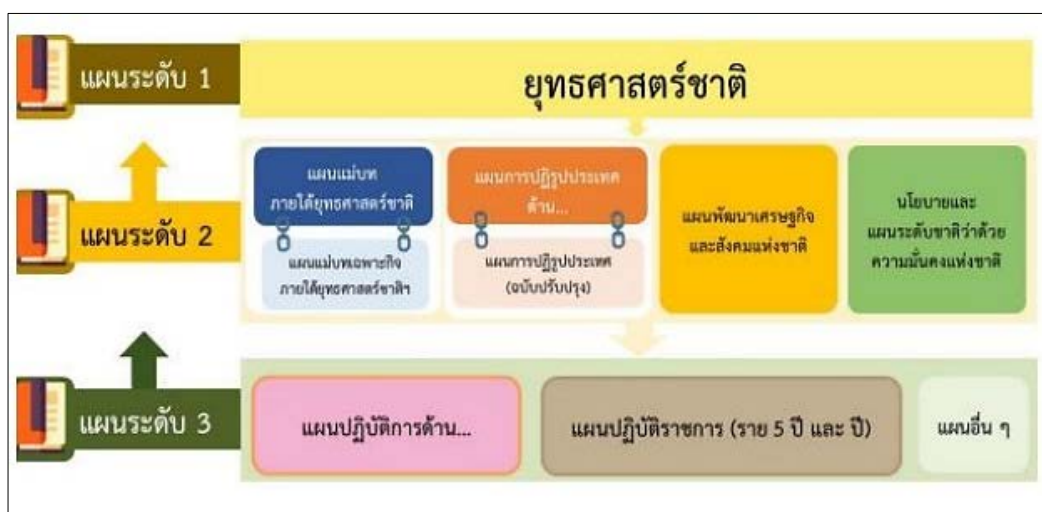 แผนระดับ 1
ยุทธศาสตร์ชาติ
แผนระดับ 2
แผนแม่บท
ภายใต้ยุทธศาสตร์ชาติ
แผนแม่บทเฉพาะกิจ
ภายใต้ยุทธศาสตร์ชาติฯ
แผนการปฏิรูปประเทศ
ด้าน...
แผนการปฏิรูปประเทศ
(ฉบับปรับปรุง)
แผนพัฒนาเศรษฐกิจ
และสังคมแห่งชาติ
นโยบายและ
แผนระดับชาติว่าด้วย
ความมั่นคงแห่งชาติ
แผนระดับ 3
แผนปฏิบัติการด้าน...
แผนปฏิบัติราชการ (ราย 5 ปี และ ปี)
แผนอื่น ๆ